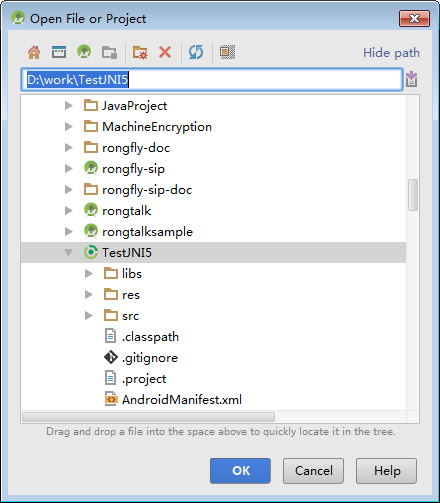 Open File or Project
Hide path
D:\work\TestJNI5
JavaProject
MachineEncryption
rongfly-doc
rongfly-sip
rongfly-sip-doc
rongtalk
rongtalksample
TestJNI5
libs
res
src
.classpath
.gitignore
.project
AndroidManifest.xml
Drag and drop a file into the space above to quickly locate it in the tree.
OK
Cancel
Help